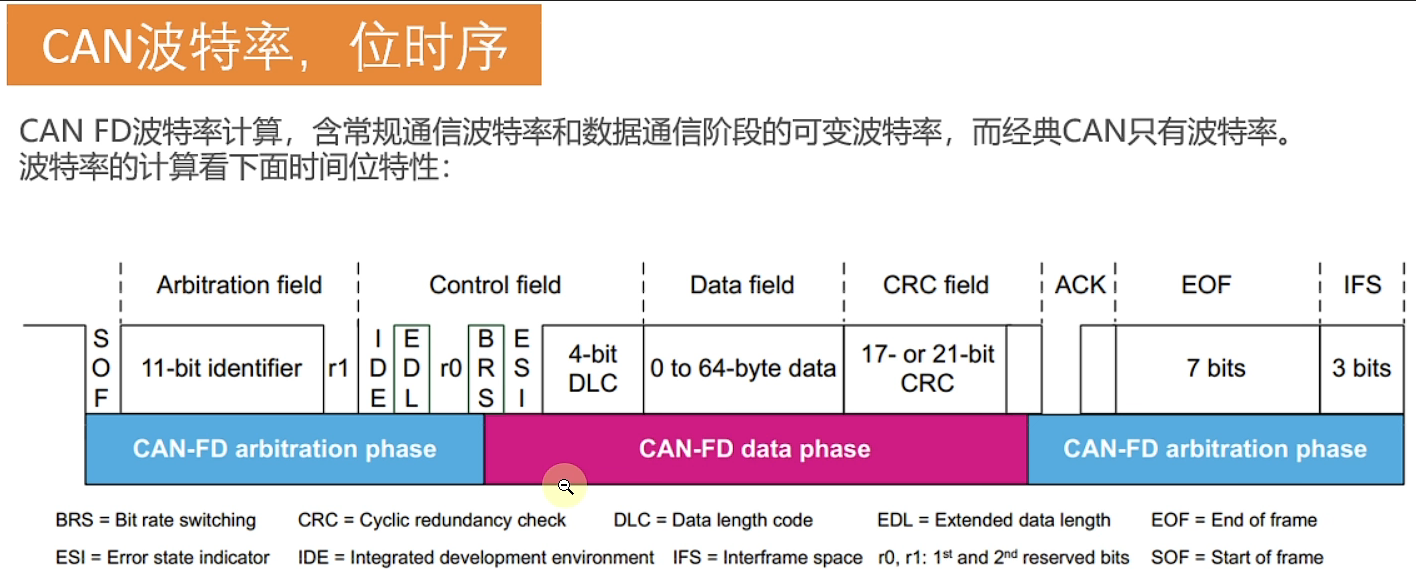 CAN波特率，位时序
CAN FD波特率计算，含常规通信波特率和数据通信阶段的可变波特率，而经典CAN只有波特率。
波特率的计算看下面时间位特性：
Arbitration field Control field Data field CRC field ACK EOF IFS
SOF 11-bit identifier r1 IDE EDL r0 BRS ESI 4-bit DLC 0 to 64-byte data 17- or 21-bit CRC 7 bits 3 bits
CAN-FD arbitration phase CAN-FD data phase CAN-FD arbitration phase
BRS = Bit rate switching CRC = Cyclic redundancy check DLC = Data length code EDL = Extended data length EOF = End of frame
ESI = Error state indicator IDE = Integrated development environment IFS = Interframe space r0, r1: 1st and 2nd reserved bits SOF = Start of frame